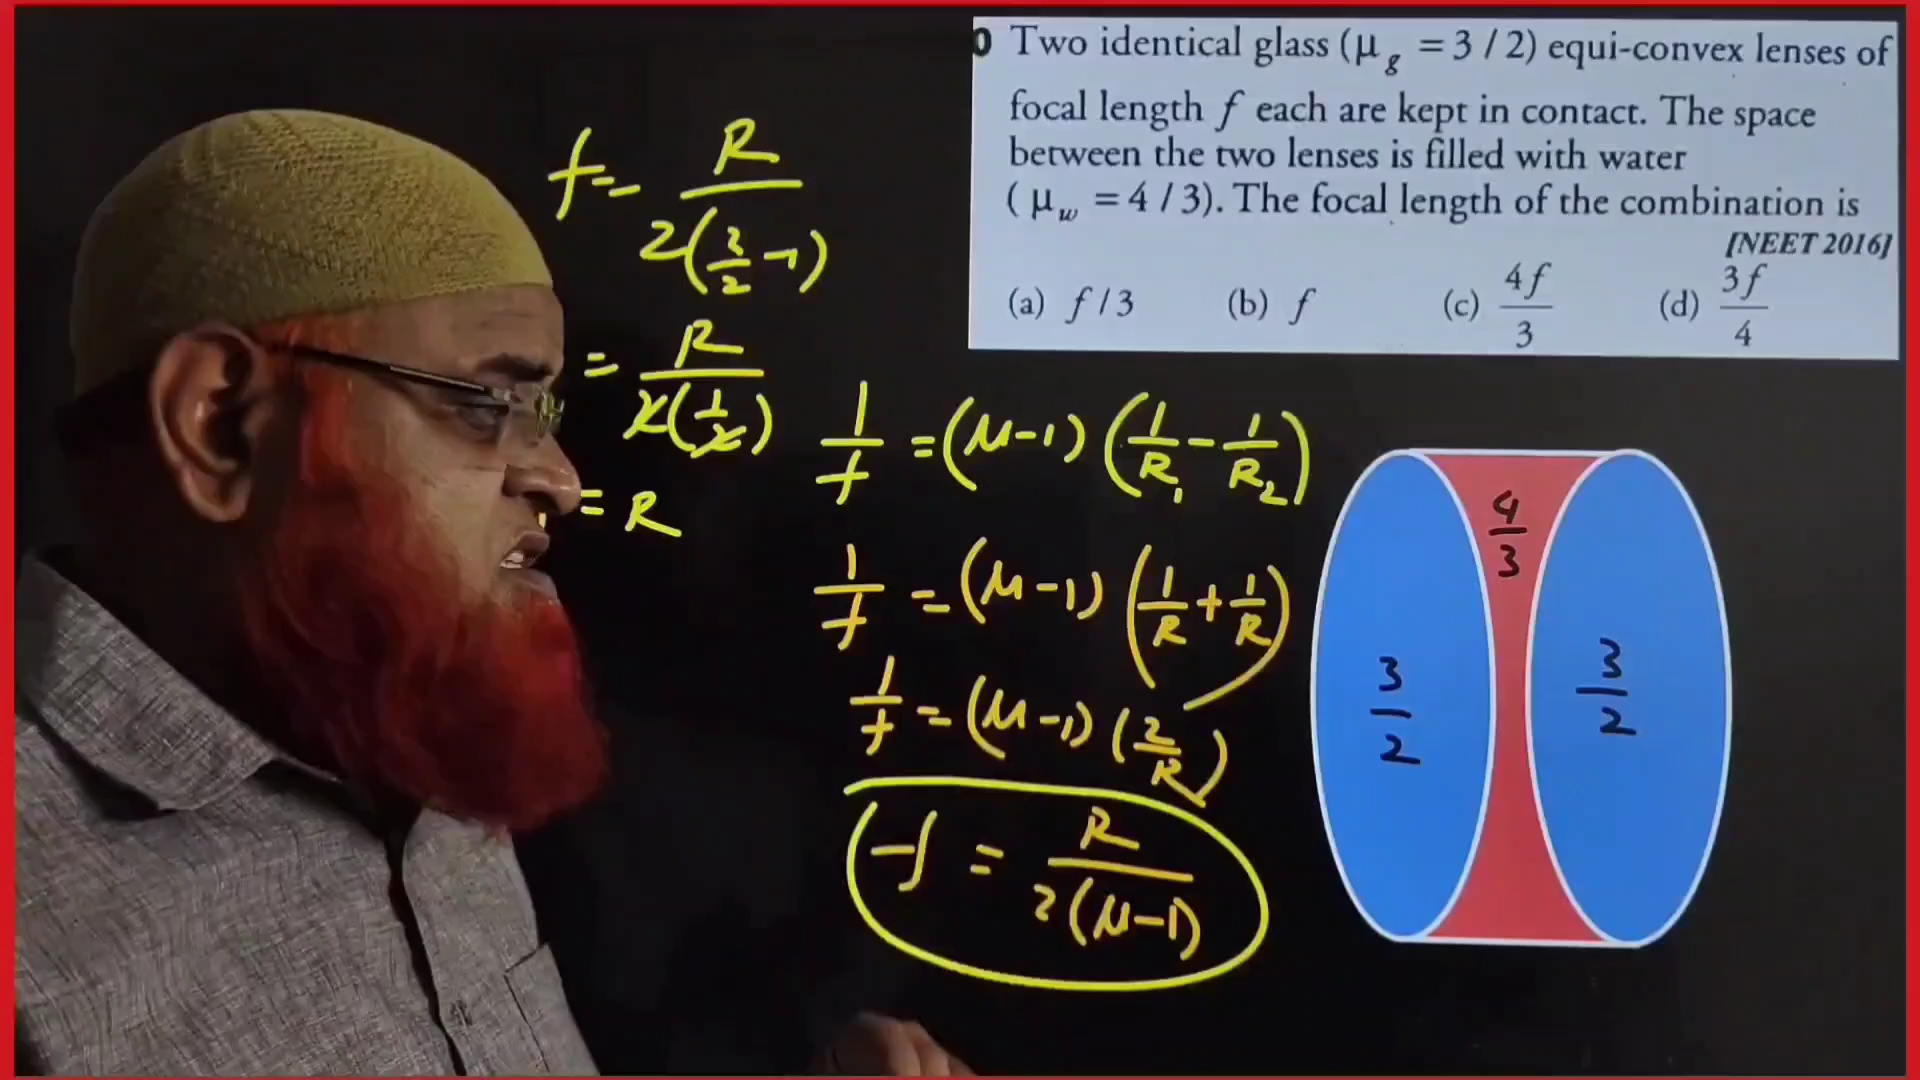 0 Two identical glass (μg = 3 / 2) equi-convex lenses of
focal length f each are kept in contact. The space
between the two lenses is filled with water
( μw = 4 / 3). The focal length of the combination is
[NEET 2016]
(a) f / 3 (b) f (c) 4f/3 (d) 3f/4
f = R/2(3/2 - 1)
= R/2(1/2)
= R
1/f = (μ-1) (1/R1 - 1/R2)
1/f = (μ-1) (1/R + 1/R)
1/f = (μ-1) (2/R)
f = R/2(μ-1)
4/3
3/2
3/2